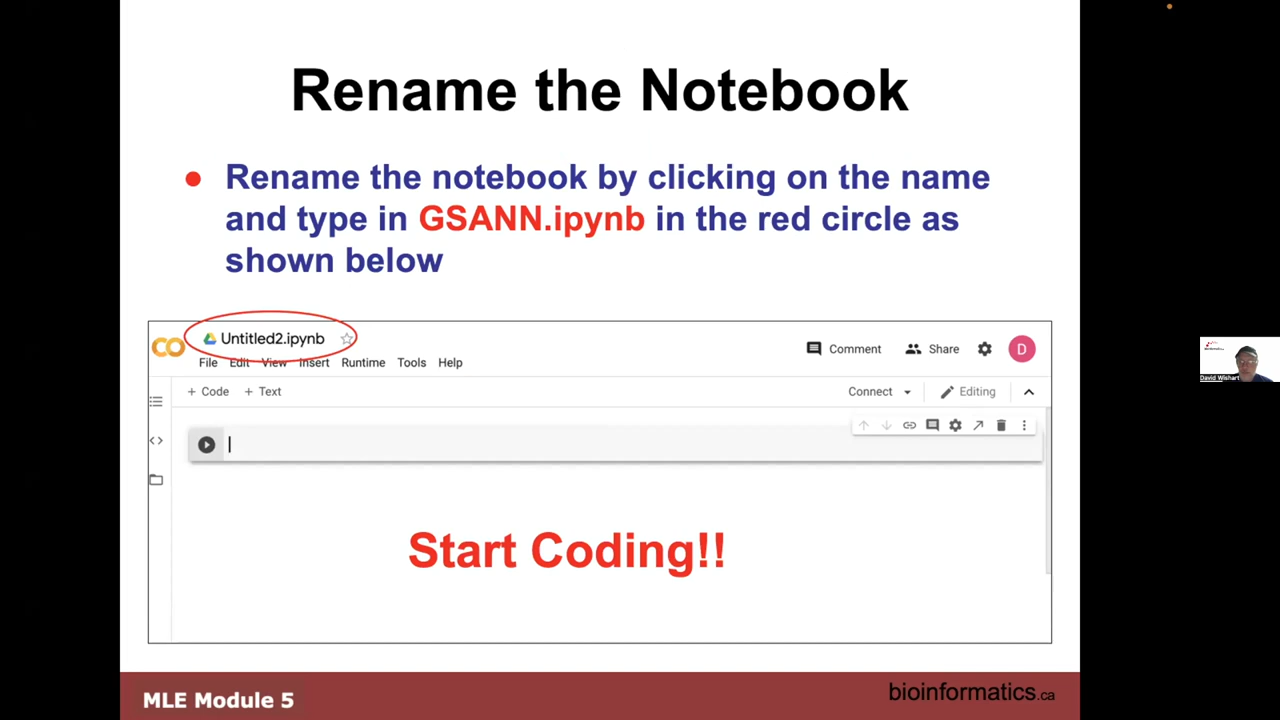 Rename the Notebook
Rename the notebook by clicking on the name
and type in GSANN.ipynb in the red circle as
shown below
Untitled2.ipynb
File Edit View Insert Runtime Tools Help
Comment Share D
+ Code + Text
Connect Editing
Start Coding!!
David Wishart
MLE Module 5
bioinformatics.ca